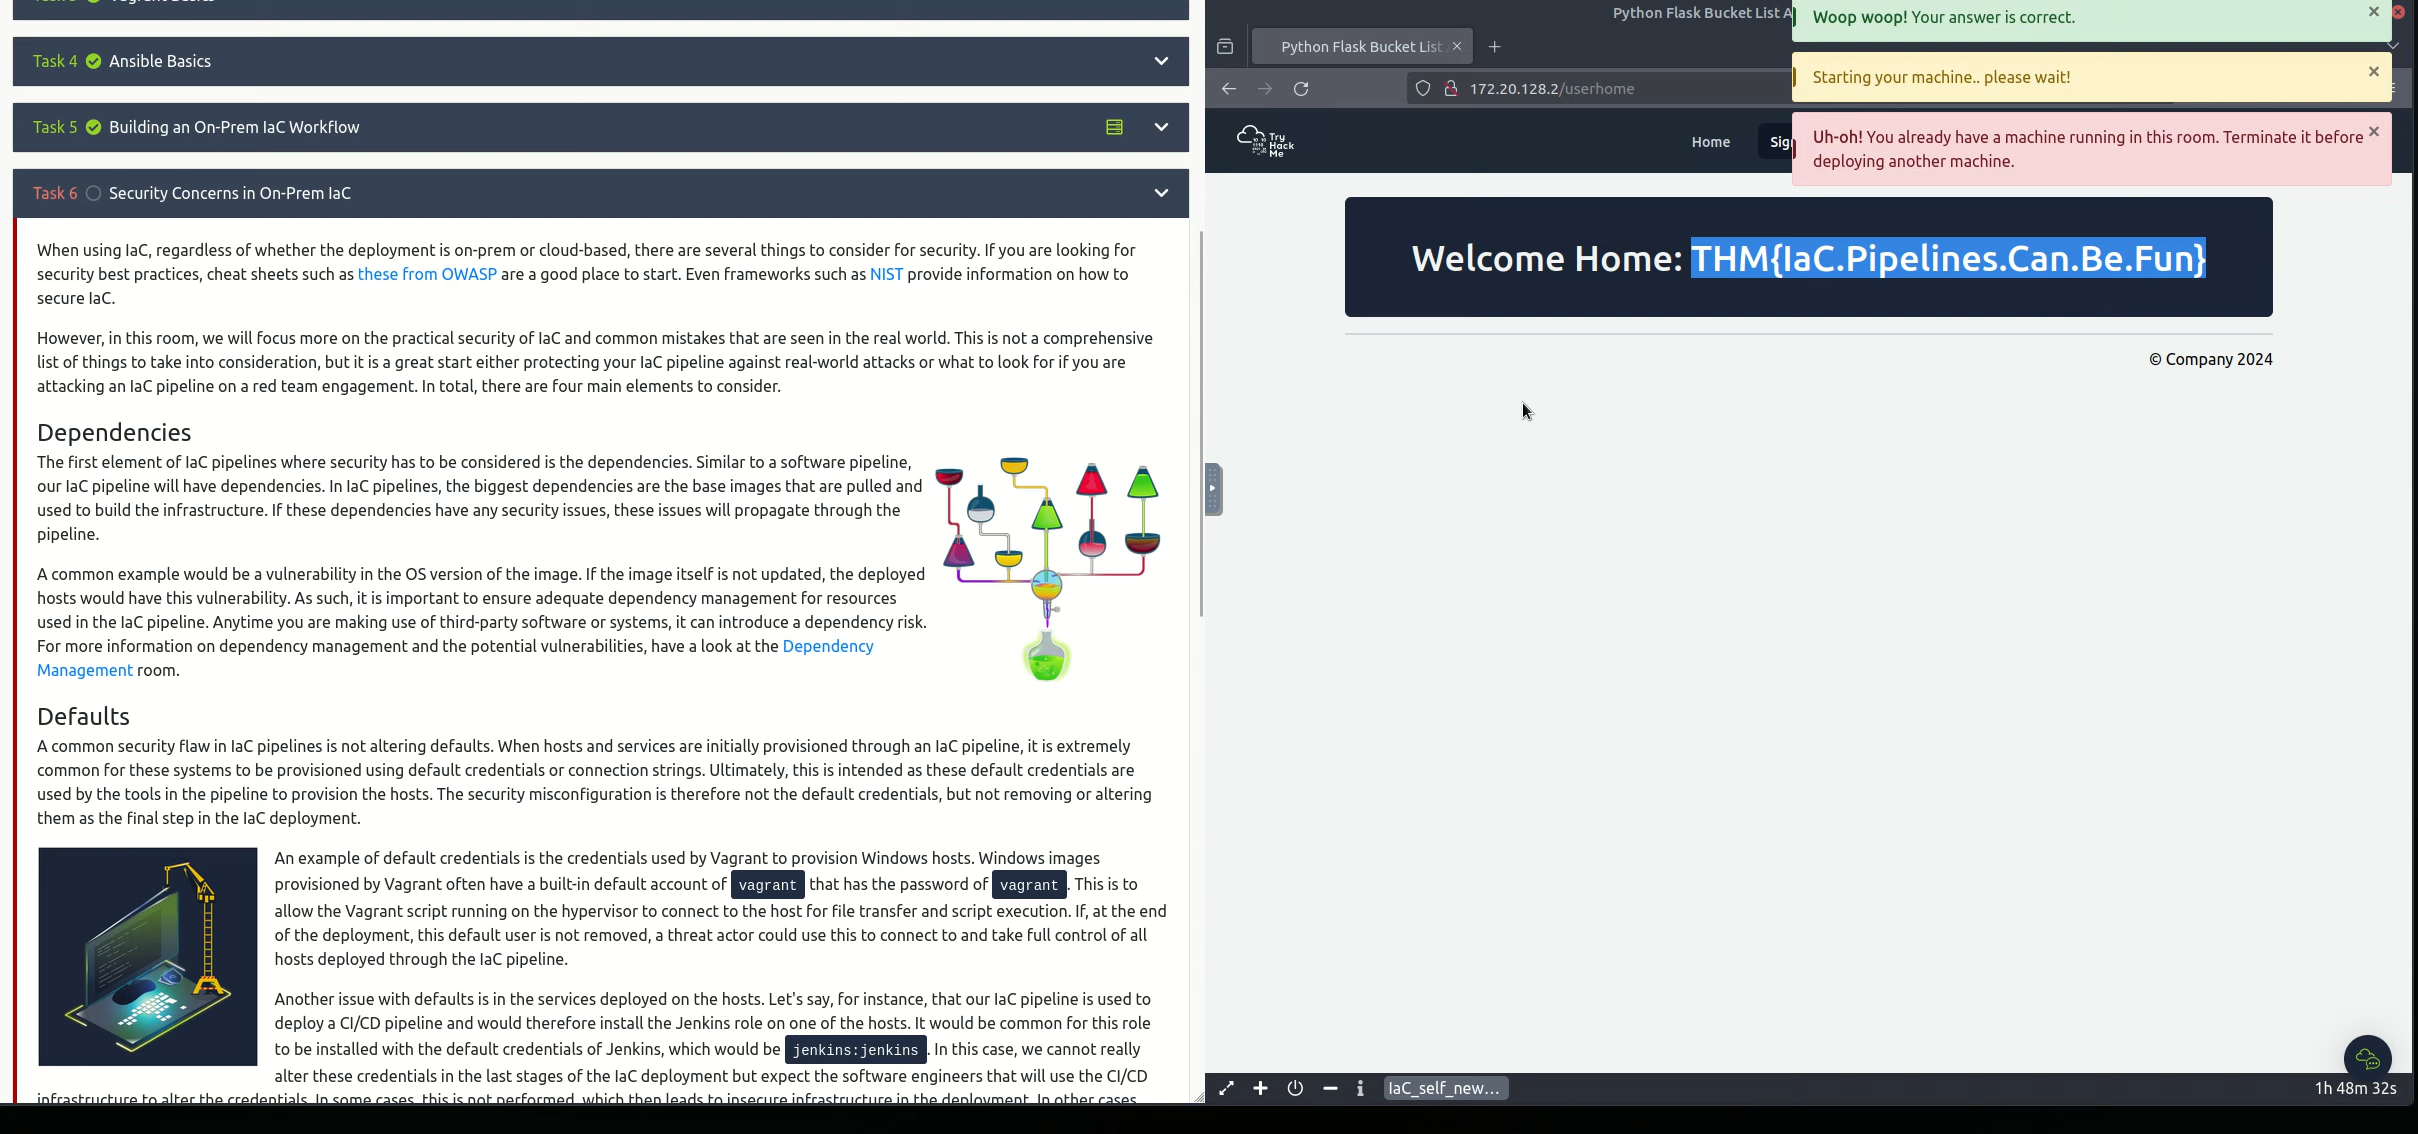 Task 4 Ansible Basics
Task 5 Building an On-Prem IaC Workflow
Task 6 Security Concerns in On-Prem IaC
When using IaC, regardless of whether the deployment is on-prem or cloud-based, there are several things to consider for security. If you are looking for
security best practices, cheat sheets such as these from OWASP are a good place to start. Even frameworks such as NIST provide information on how to
secure IaC.
However, in this room, we will focus more on the practical security of IaC and common mistakes that are seen in the real world. This is not a comprehensive
list of things to take into consideration, but it is a great start either protecting your IaC pipeline against real-world attacks or what to look for if you are
attacking an IaC pipeline on a red team engagement. In total, there are four main elements to consider.
Dependencies
The first element of IaC pipelines where security has to be considered is the dependencies. Similar to a software pipeline,
our IaC pipeline will have dependencies. In IaC pipelines, the biggest dependencies are the base images that are pulled and
used to build the infrastructure. If these dependencies have any security issues, these issues will propagate through the
pipeline.
A common example would be a vulnerability in the OS version of the image. If the image itself is not updated, the deployed
hosts would have this vulnerability. As such, it is important to ensure adequate dependency management for resources
used in the IaC pipeline. Anytime you are making use of third-party software or systems, it can introduce a dependency risk.
For more information on dependency management and the potential vulnerabilities, have a look at the Dependency
Management room.
Defaults
A common security flaw in IaC pipelines is not altering defaults. When hosts and services are initially provisioned through an IaC pipeline, it is extremely
common for these systems to be provisioned using default credentials or connection strings. Ultimately, this is intended as these default credentials are
used by the tools in the pipeline to provision the hosts. The security misconfiguration is therefore not the default credentials, but not removing or altering
them as the final step in the IaC deployment.
An example of default credentials is the credentials used by Vagrant to provision Windows hosts. Windows images
provisioned by Vagrant often have a built-in default account of vagrant that has the password of vagrant. This is to
allow the Vagrant script running on the hypervisor to connect to the host for file transfer and script execution. If, at the end
of the deployment, this default user is not removed, a threat actor could use this to connect to and take full control of all
hosts deployed through the IaC pipeline.
Another issue with defaults is in the services deployed on the hosts. Let's say, for instance, that our IaC pipeline is used to
deploy a CI/CD pipeline and would therefore install the Jenkins role on one of the hosts. It would be common for this role
to be installed with the default credentials of Jenkins, which would be jenkins:jenkins. In this case, we cannot really
alter these credentials in the last stages of the IaC deployment but expect the software engineers that will use the CI/CD
infrastructure to alter the credentials. In some cases, this is not performed, which then leads to insecure infrastructure in the deployment. In other cases,
Python Flask Bucket List A
Python Flask Bucket List
172.20.128.2/userhome
Woop woop! Your answer is correct.
Starting your machine.. please wait!
Uh-oh! You already have a machine running in this room. Terminate it before
deploying another machine.
Try
Hack
Me
Home
Sig
Welcome Home: THM{IaC.Pipelines.Can.Be.Fun}
© Company 2024
IaC_self_new...
1h 48m 32s